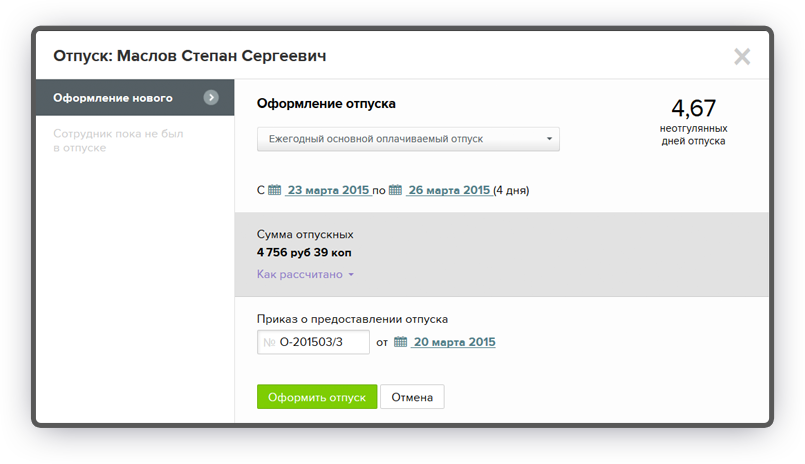 Отпуск: Маслов Степан Сергеевич
Оформление нового
Сотрудник пока не был
в отпуске
Оформление отпуска
4,67
неотгулянных
дней отпуска
Ежегодный основной оплачиваемый отпуск
С 23 марта 2015 по 26 марта 2015 (4 дня)
Сумма отпускных
4 756 руб 39 коп
Как рассчитано
Приказ о предоставлении отпуска
№ О-201503/3 от 20 марта 2015
Оформить отпуск Отмена